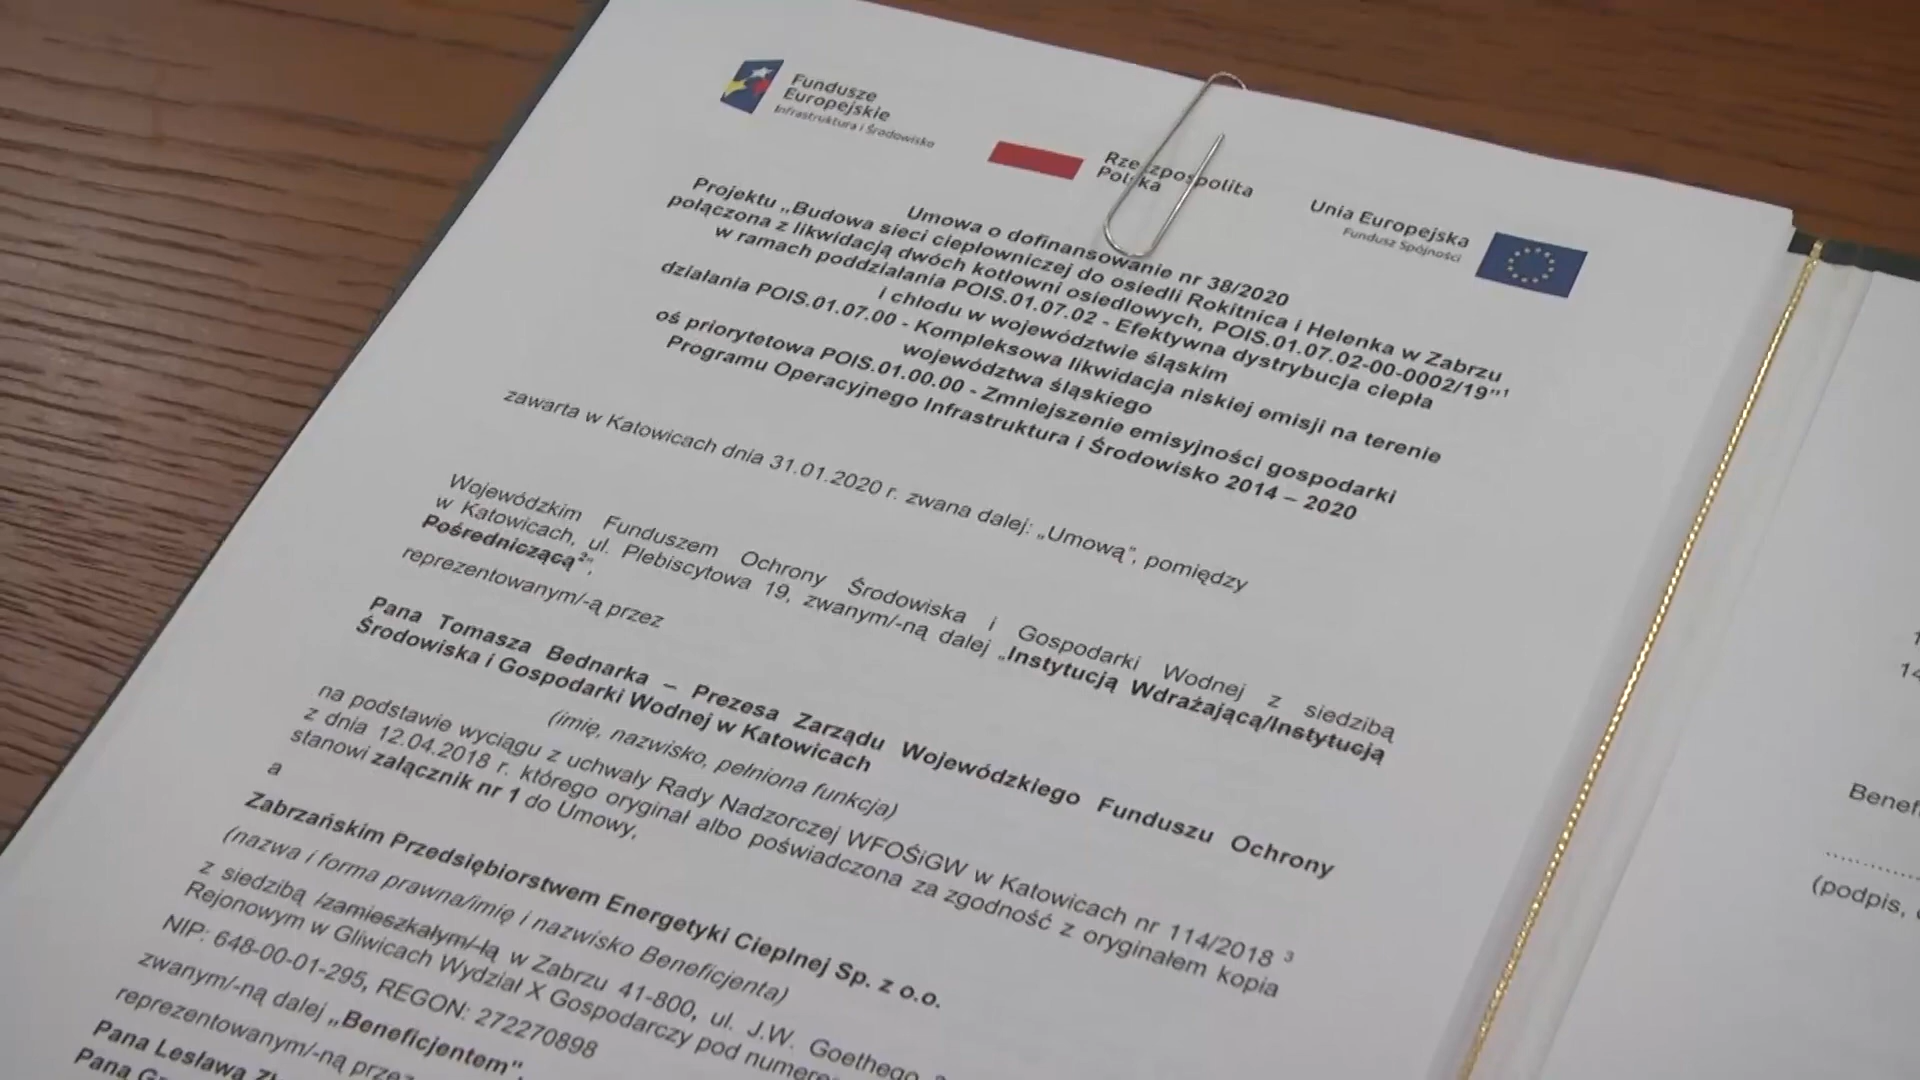 Fundusze
Europejskie
Infrastruktura i Środowisko
Rzeczpospolita
Polska
Unia Europejska
Fundusz Spójności
Umowa o dofinansowanie nr 38/2020
Projektu „Budowa sieci ciepłowniczej do osiedli Rokitnica i Helenka w Zabrzu
połączona z likwidacją dwóch kotłowni osiedlowych, POIS.01.07.02-00-0002/19”¹
w ramach poddziałania POIS.01.07.02 - Efektywna dystrybucja ciepła
i chłodu w województwie śląskim
działania POIS.01.07.00 - Kompleksowa likwidacja niskiej emisji na terenie
województwa śląskiego
oś priorytetowa POIS.01.00.00 - Zmniejszenie emisyjności gospodarki
Programu Operacyjnego Infrastruktura i Środowisko 2014 – 2020
zawarta w Katowicach dnia 31.01.2020 r. zwana dalej: „Umową”, pomiędzy
Wojewódzkim Funduszem Ochrony Środowiska i Gospodarki Wodnej z siedzibą
w Katowicach, ul. Plebiscytowa 19, zwanym/-ną dalej „Instytucją Wdrażającą/Instytucją
Pośredniczącą²”,
reprezentowanym/-ą przez
Pana Tomasza Bednarka – Prezesa Zarządu Wojewódzkiego Funduszu Ochrony
Środowiska i Gospodarki Wodnej w Katowicach
(imię, nazwisko, pełniona funkcja)
na podstawie wyciągu z uchwały Rady Nadzorczej WFOŚiGW w Katowicach nr 114/2018 ³
z dnia 12.04.2018 r. którego oryginał albo poświadczona za zgodność z oryginałem kopia
stanowi załącznik nr 1 do Umowy,
a
Zabrzańskim Przedsiębiorstwem Energetyki Cieplnej Sp. z o.o.
(nazwa i forma prawna/imię i nazwisko Beneficjenta)
z siedzibą /zamieszkałym/-łą w Zabrzu 41-800, ul. J.W. Goethego
Rejonowym w Gliwicach Wydział X Gospodarczy pod
NIP: 648-00-01-295, REGON: 272270898
zwanym/-ną dalej „Beneficjentem”,
reprezentowanym/-ną przez
Pana Lesława
Pana
(podpis,